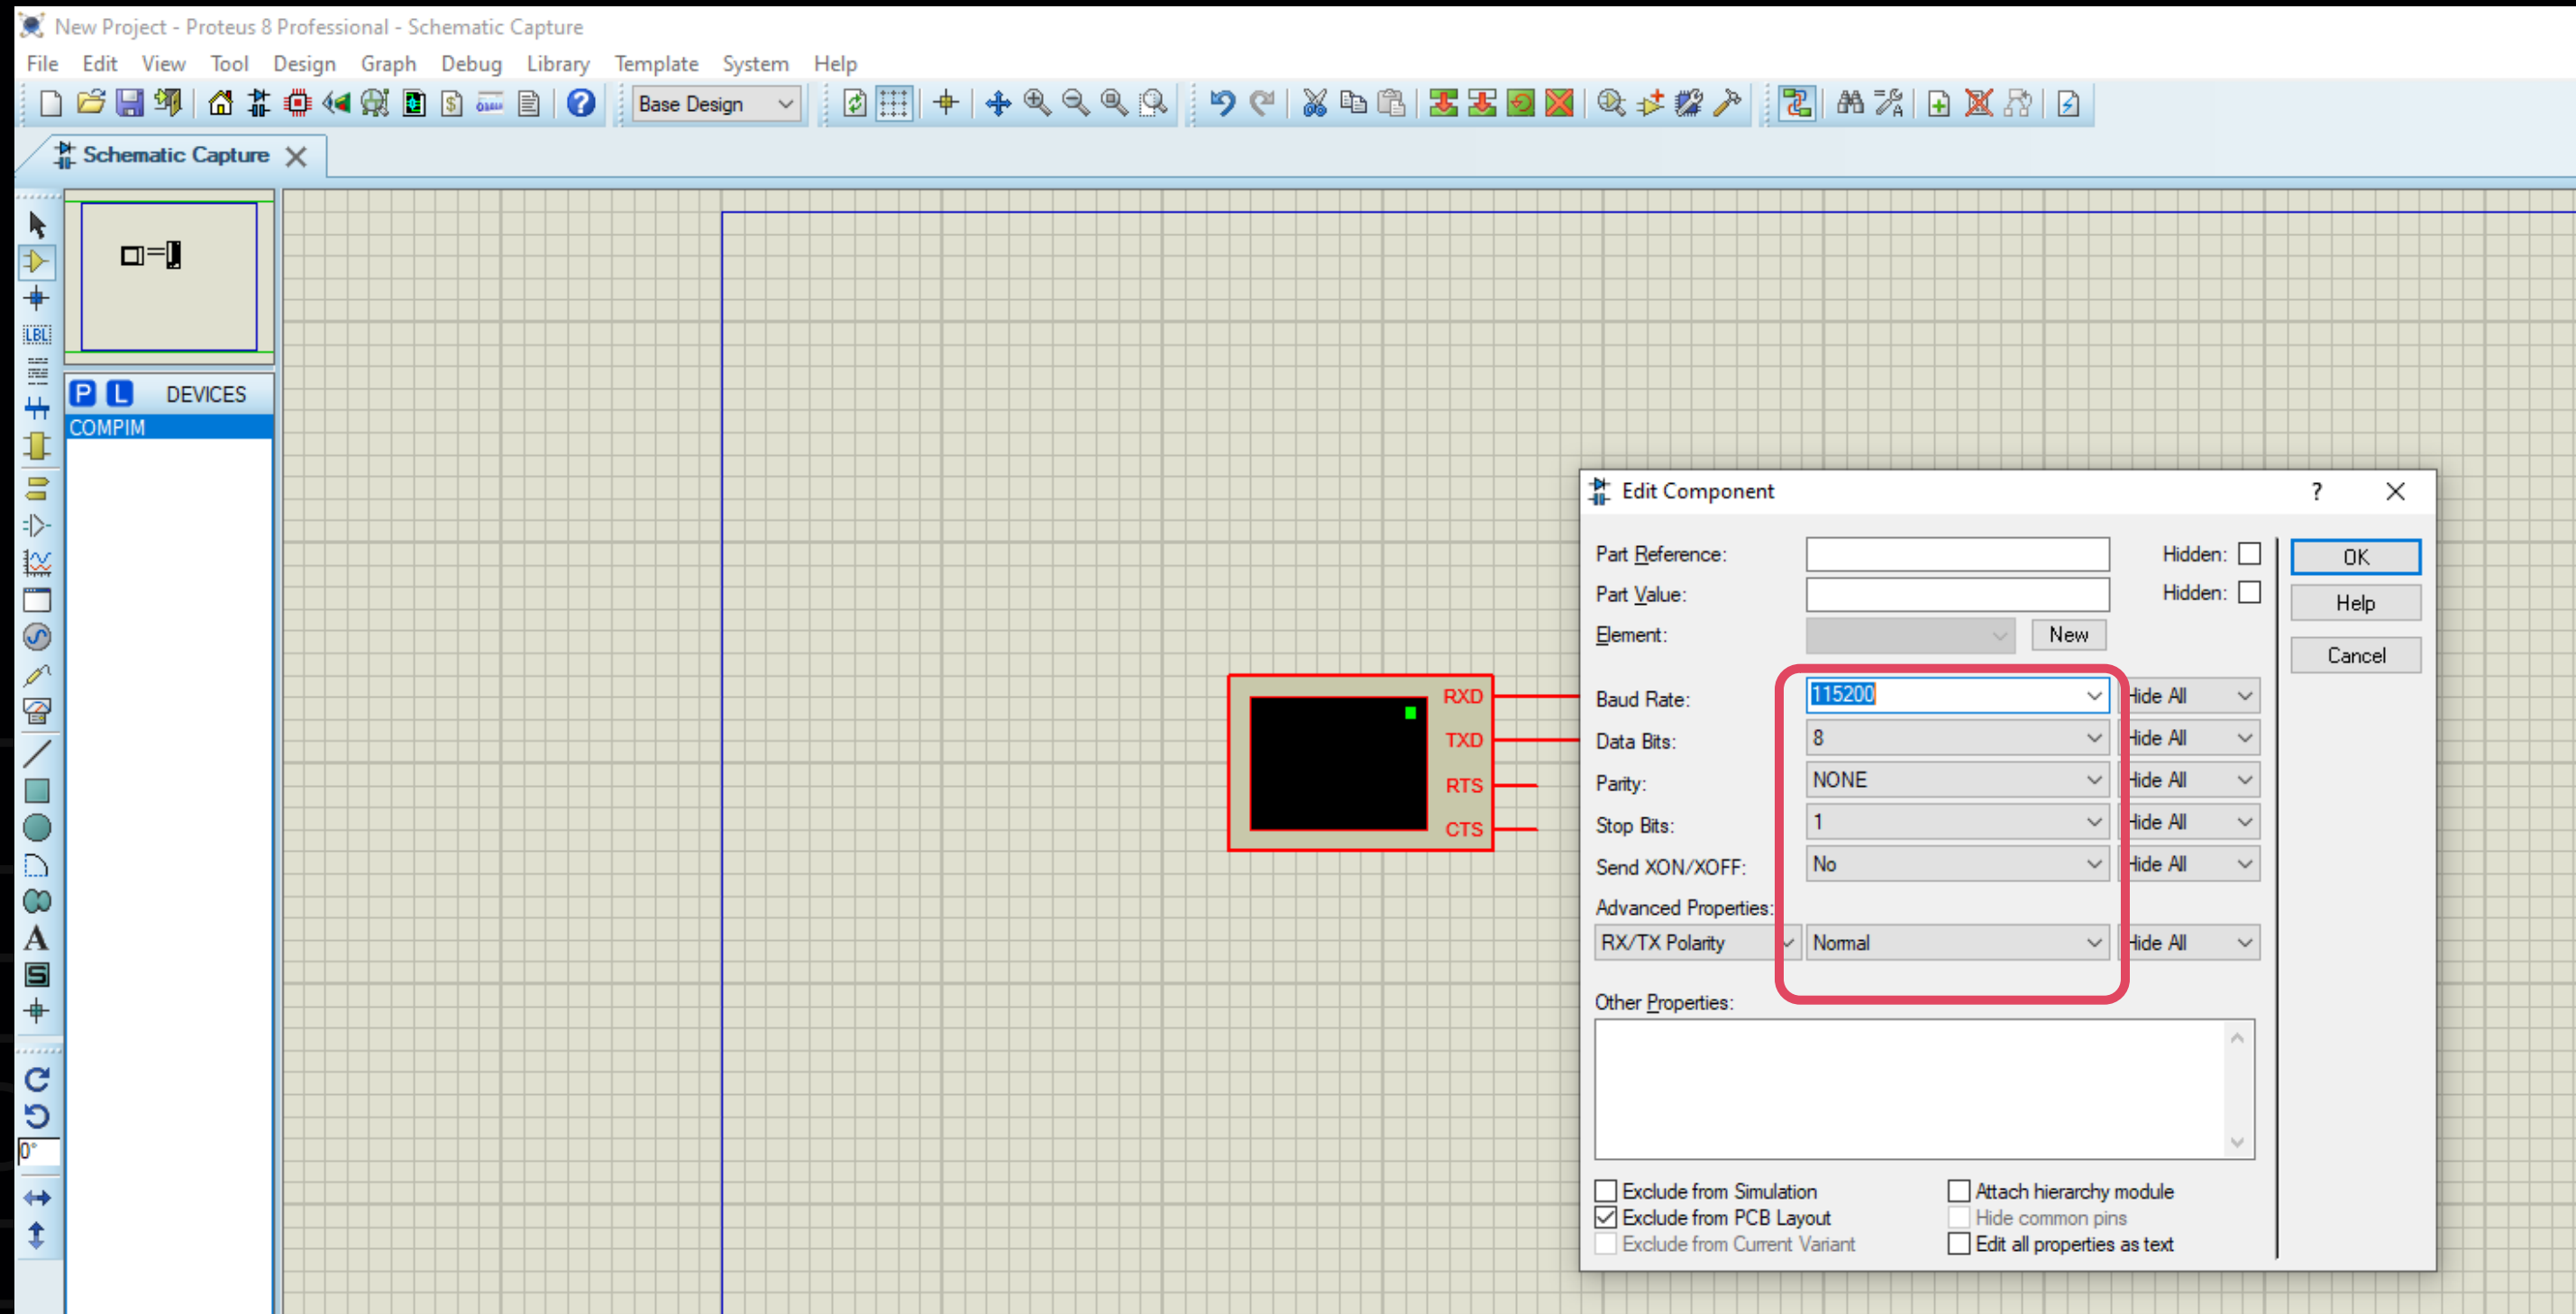 New Project - Proteus 8 Professional - Schematic Capture
File Edit View Tool Design Graph Debug Library Template System Help
Base Design
Schematic Capture
LBL
P L DEVICES
COMPIM
A
S
0°
RXD
TXD
RTS
CTS
Edit Component ?
Part Reference: Hidden:
Part Value: Hidden:
Element: New
Baud Rate: 115200 Hide All
Data Bits: 8 Hide All
Parity: NONE Hide All
Stop Bits: 1 Hide All
Send XON/XOFF: No Hide All
Advanced Properties:
RX/TX Polarity Normal Hide All
Other Properties:
Exclude from Simulation
Exclude from PCB Layout
Exclude from Current Variant
Attach hierarchy module
Hide common pins
Edit all properties as text
OK
Help
Cancel